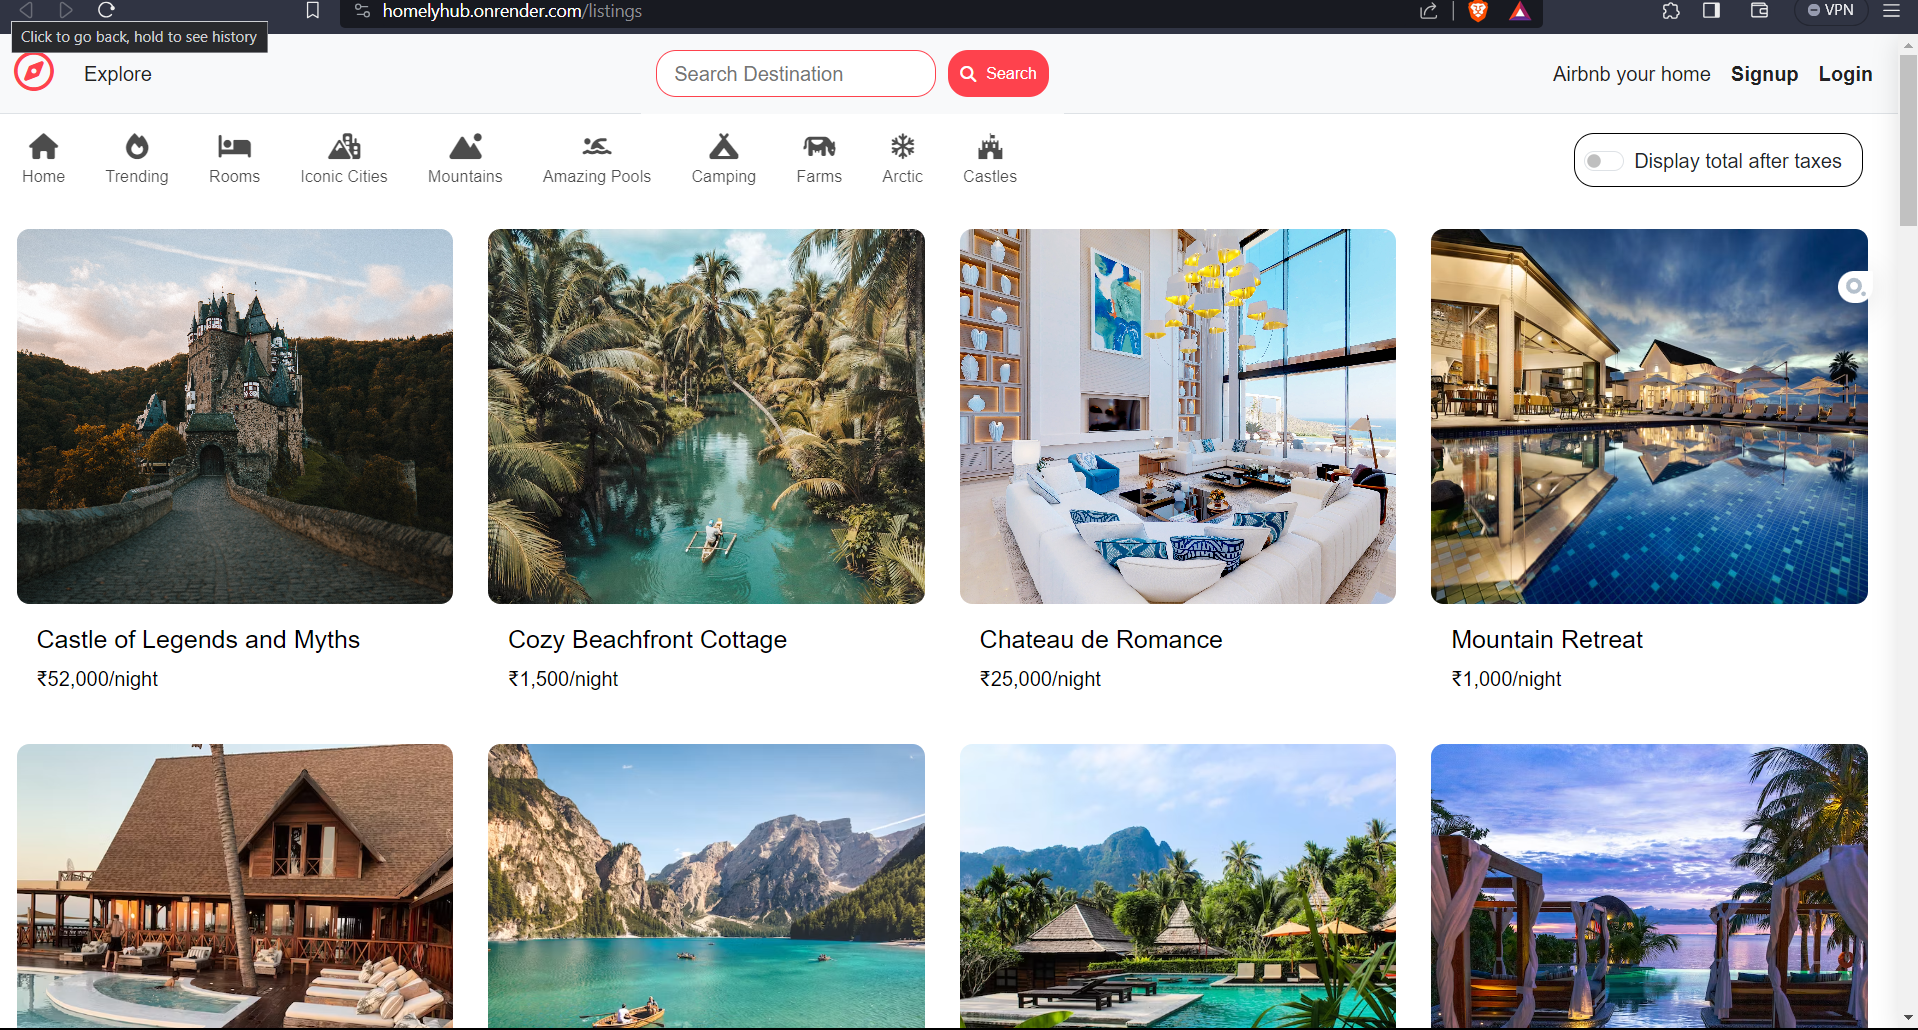 homelyhub.onrender.com/listings
VPN
Click to go back, hold to see history
Explore
Search Destination
Search
Airbnb your home
Signup
Login
Home
Trending
Rooms
Iconic Cities
Mountains
Amazing Pools
Camping
Farms
Arctic
Castles
Display total after taxes
Castle of Legends and Myths
₹52,000/night
Cozy Beachfront Cottage
₹1,500/night
Chateau de Romance
₹25,000/night
Mountain Retreat
₹1,000/night